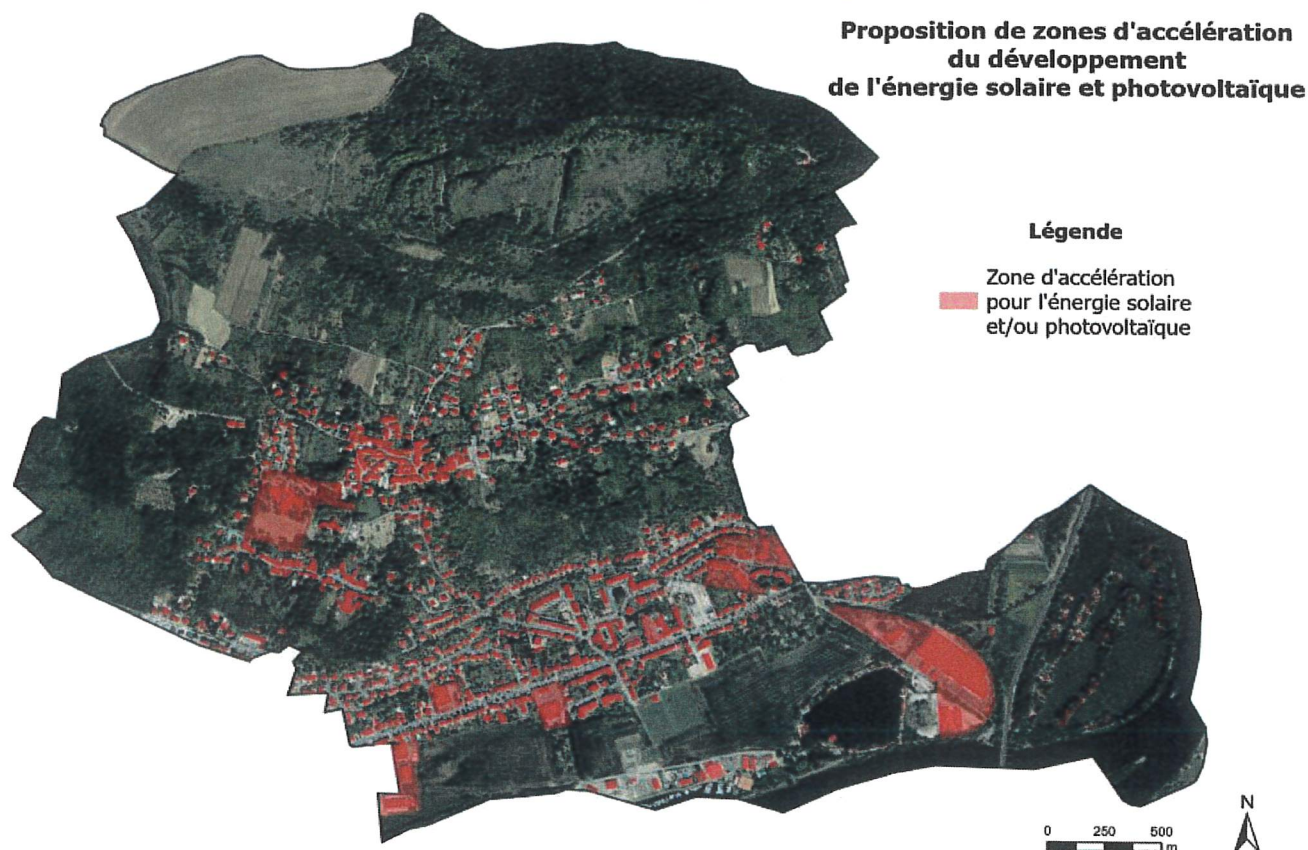 Proposition de zones d'accélération
du développement
de l'énergie solaire et photovoltaïque
Légende
Zone d'accélération
pour l'énergie solaire
et/ou photovoltaïque
N
0 250 500
m